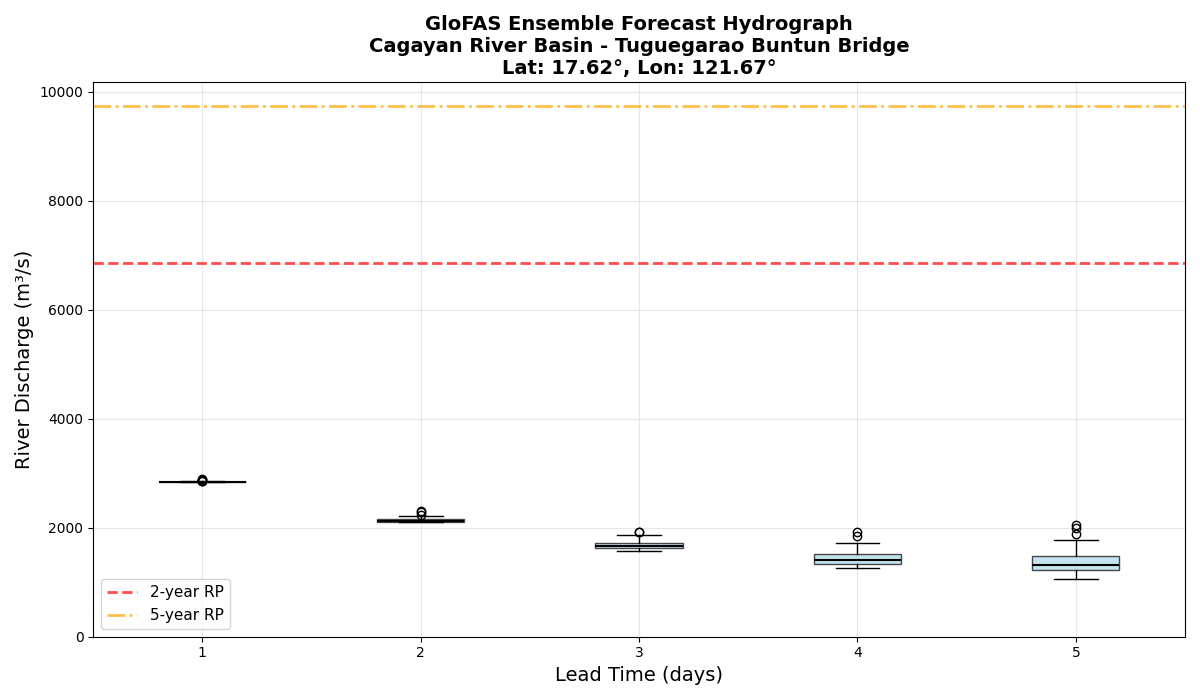 GloFAS Ensemble Forecast Hydrograph
Cagayan River Basin - Tuguegarao Buntun Bridge
Lat: 17.62°, Lon: 121.67°
River Discharge (m³/s)
10000
8000
6000
4000
2000
0
2-year RP
5-year RP
1 2 3 4 5
Lead Time (days)